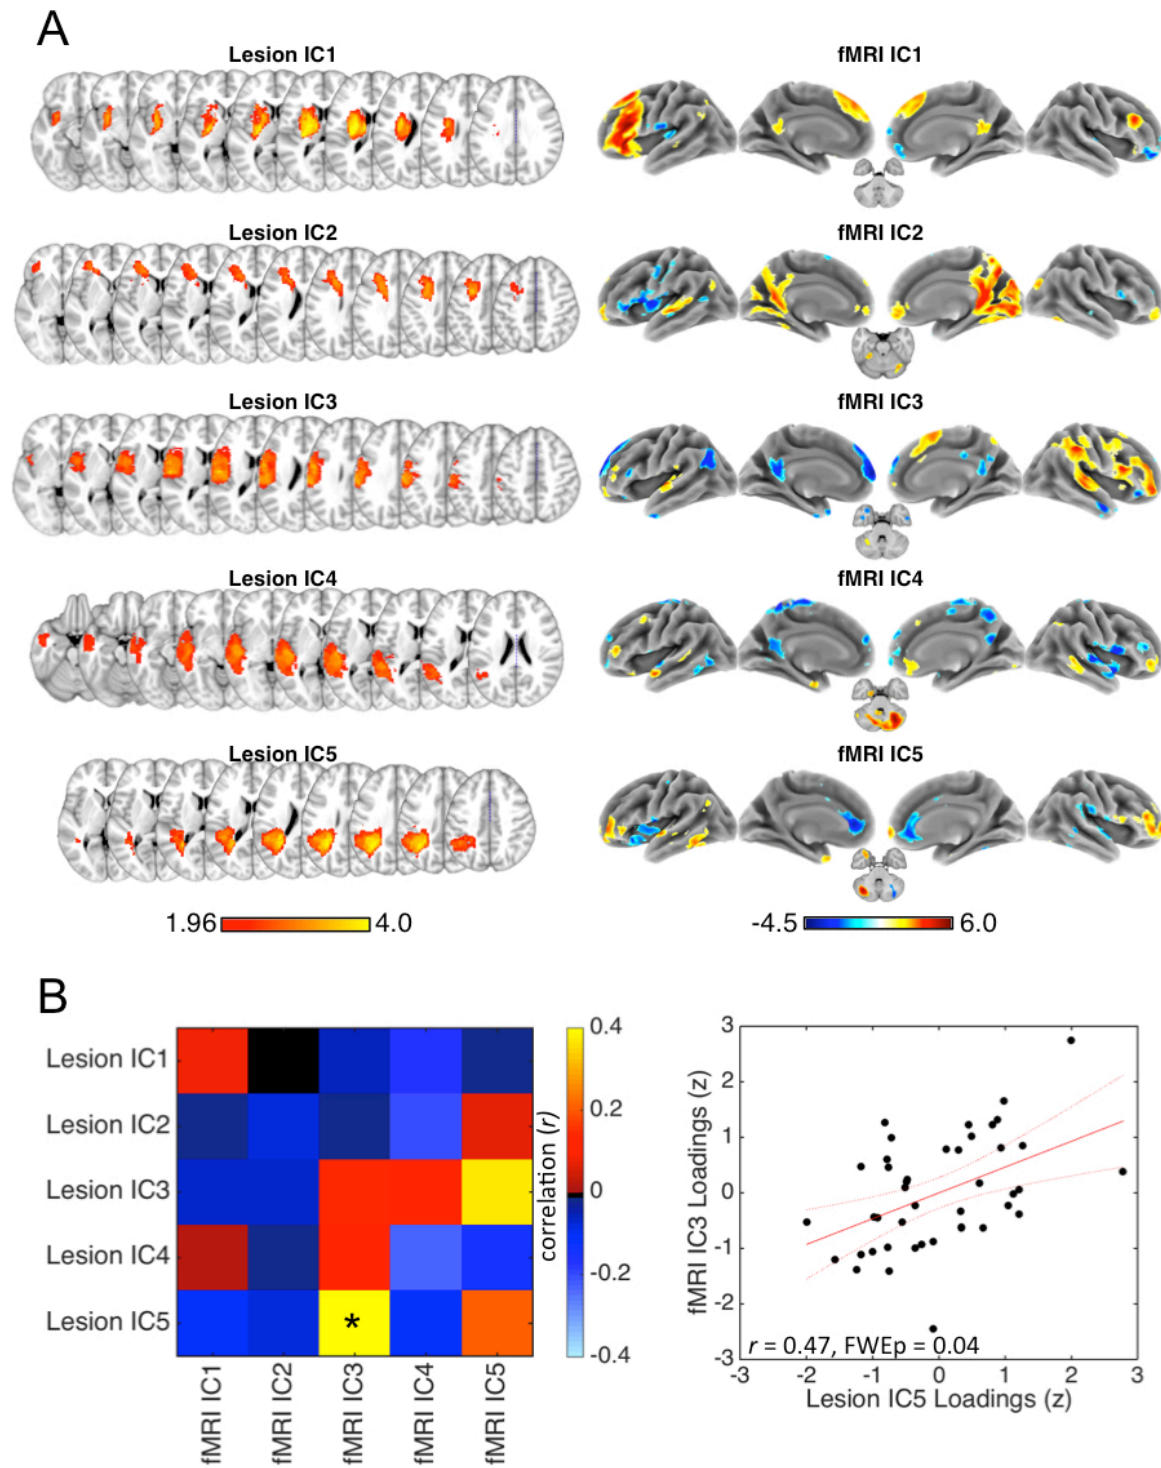 A
Lesion IC1
fMRI IC1
Lesion IC2
fMRI IC2
Lesion IC3
fMRI IC3
Lesion IC4
fMRI IC4
Lesion IC5
fMRI IC5
1.96 4.0
-4.5 6.0
B
Lesion IC1
Lesion IC2
Lesion IC3
Lesion IC4
Lesion IC5
*
fMRI IC1
fMRI IC2
fMRI IC3
fMRI IC4
fMRI IC5
0.4
0.2
0
-0.2
-0.4
correlation (r)
3
2
1
0
-1
-2
-3
fMRI IC3 Loadings (z)
r = 0.47, FWEp = 0.04
-3 -2 -1 0 1 2 3
Lesion IC5 Loadings (z)